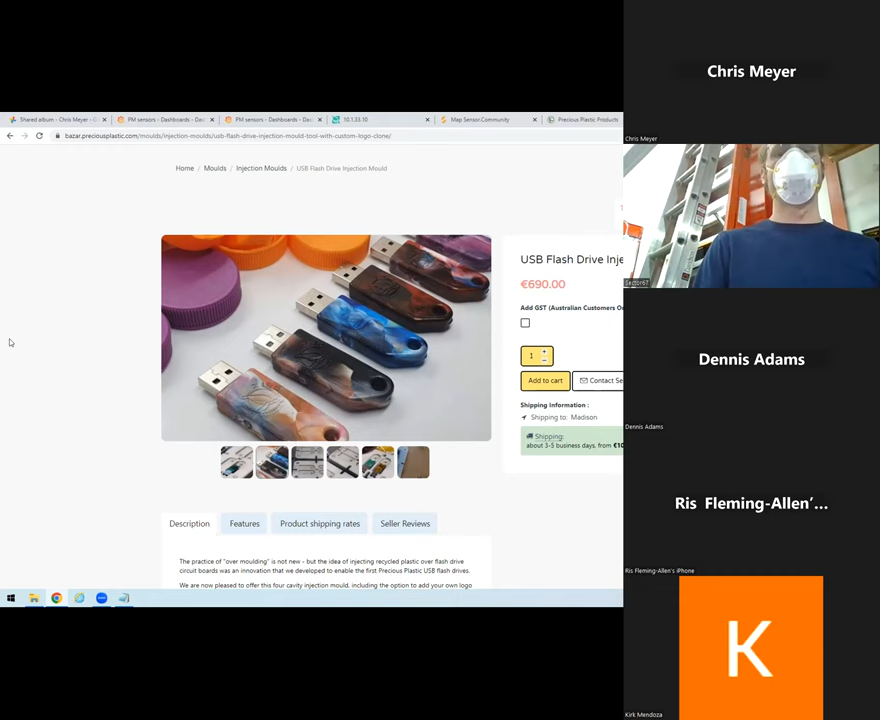 Shared album - Chris Meyer - G
PM sensors - Dashboards - Das
PM sensors - Dashboards - Das
10.1.33.10
Map Sensor.Community
Precious Plastic Products
bazar.preciousplastic.com/moulds/injection-moulds/usb-flash-drive-injection-mould-tool-with-custom-logo-clone/
Home / Moulds / Injection Moulds / USB Flash Drive Injection Mould
USB Flash Drive Inje
€690.00
Add GST (Australian Customers On
1
Add to cart
Contact Se
Shipping Information :
Shipping to: Madison
Shipping:
about 3-5 business days, from €10
Description
Features
Product shipping rates
Seller Reviews
The practice of "over moulding" is not new - but the idea of injecting recycled plastic over flash drive
circuit boards was an innovation that we developed to enable the first Precious Plastic USB flash drives.
We are now pleased to offer this four cavity injection mould, including the option to add your own logo
Chris Meyer
Chris Meyer
Sector67
Dennis Adams
Dennis Adams
Ris Fleming-Allen'...
Ris Fleming-Allen's iPhone
K
Kirk Mendoza